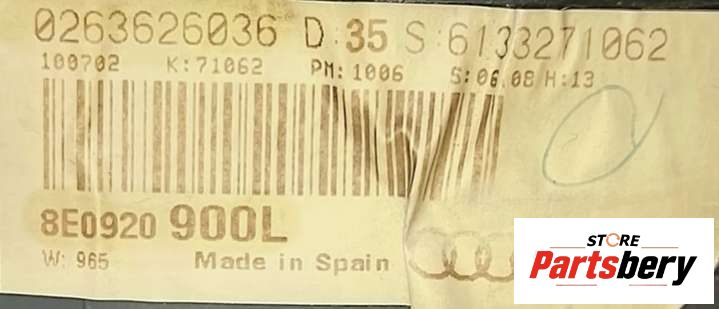 0263626036 D:35 S:6133271062
100702 K:71062 PM:1006 S:06.08 H:13
8E0920 900L
W: 965 Made in Spain
STORE
Partsbery